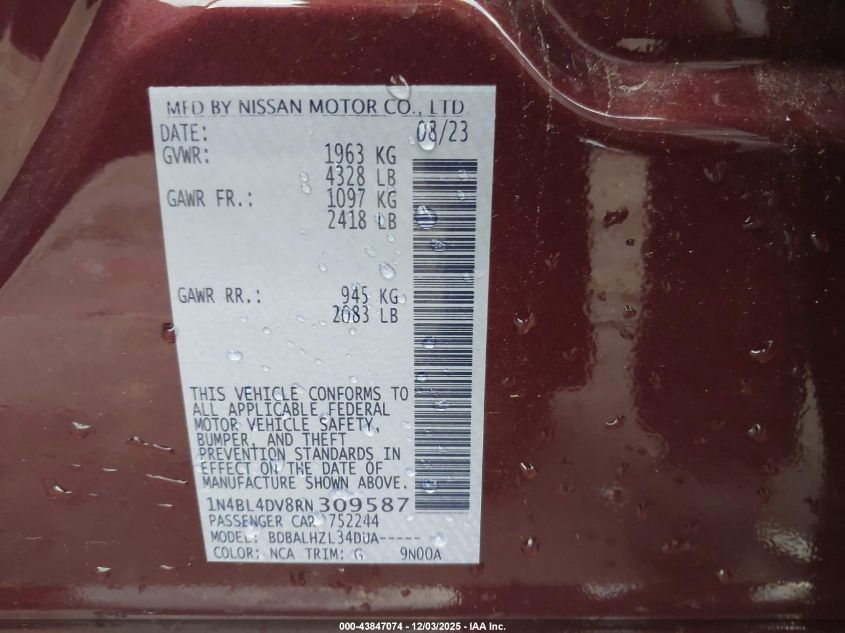 MFD BY NISSAN MOTOR CO., LTD.
DATE: 08/23
GVWR: 1963 KG
4328 LB
GAWR FR.: 1097 KG
2418 LB
GAWR RR.: 945 KG
2083 LB
THIS VEHICLE CONFORMS TO
ALL APPLICABLE FEDERAL
MOTOR VEHICLE SAFETY,
BUMPER, AND THEFT
PREVENTION STANDARDS IN
EFFECT ON THE DATE OF
MANUFACTURE SHOWN ABOVE.
1N4BL4DV8RN309587
PASSENGER CAR 752244
MODEL: BDBALHZL34DUA-----
COLOR: NCA TRIM: G 9N00A
000-43847074 - 12/03/2025 - IAA Inc.